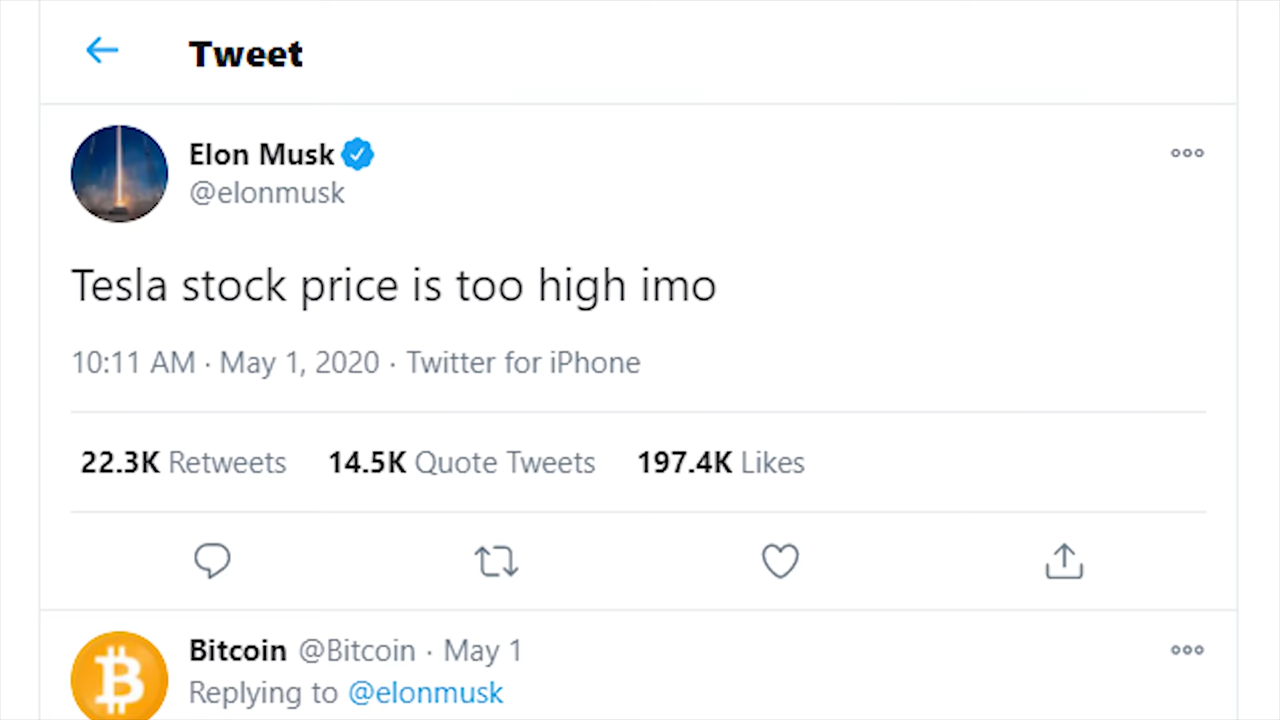 Tweet
Elon Musk
@elonmusk
Tesla stock price is too high imo
10:11 AM · May 1, 2020 · Twitter for iPhone
22.3K Retweets 14.5K Quote Tweets 197.4K Likes
Bitcoin @Bitcoin · May 1
Replying to @elonmusk